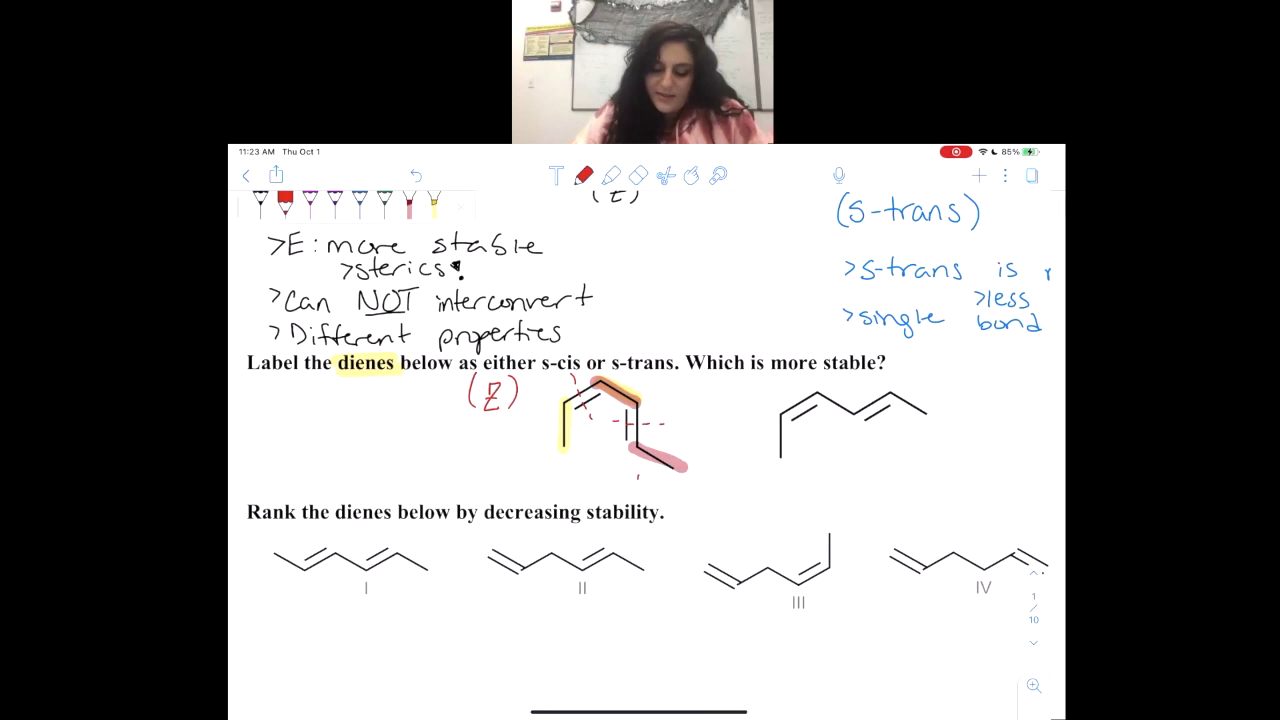 11:23 AM Thu Oct 1
85%
T
(E)
(s-trans)
>E: more stable
>sterics!
>Can NOT interconvert
>Different properties
>s-trans is
>less
>single bond
Label the dienes below as either s-cis or s-trans. Which is more stable?
(Z)
Rank the dienes below by decreasing stability.
I
II
III
IV
1
/
10